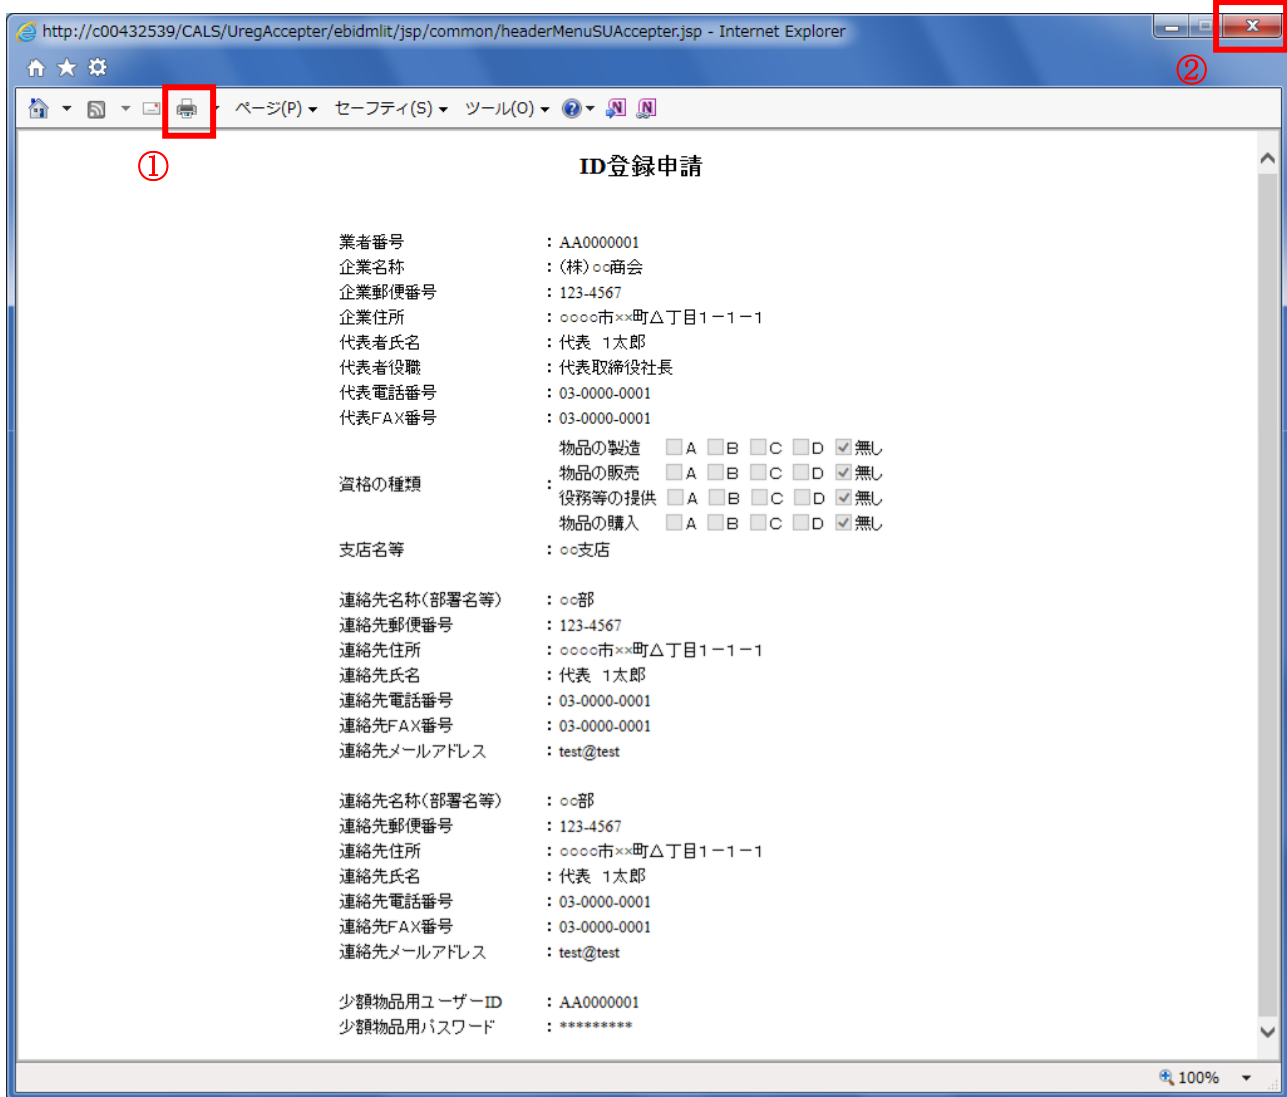 http://c00432539/CALS/UregAccepter/ebidmlit/jsp/common/headerMenuSUAccepter.jsp - Internet Explorer
②
ページ(P) セーフティ(S) ツール(O)
①
ID登録申請
業者番号 : AA0000001
企業名称 : (株)○○商会
企業郵便番号 : 123-4567
企業住所 : ○○○○市××町△丁目1-1-1
代表者氏名 : 代表 1太郎
代表者役職 : 代表取締役社長
代表電話番号 : 03-0000-0001
代表FAX番号 : 03-0000-0001
資格の種類 :
物品の製造 A B C D 無し
物品の販売 A B C D 無し
役務等の提供 A B C D 無し
物品の購入 A B C D 無し
支店名等 : ○○支店
連絡先名称(部署名等) : ○○部
連絡先郵便番号 : 123-4567
連絡先住所 : ○○○○市××町△丁目1-1-1
連絡先氏名 : 代表 1太郎
連絡先電話番号 : 03-0000-0001
連絡先FAX番号 : 03-0000-0001
連絡先メールアドレス : test@test
連絡先名称(部署名等) : ○○部
連絡先郵便番号 : 123-4567
連絡先住所 : ○○○○市××町△丁目1-1-1
連絡先氏名 : 代表 1太郎
連絡先電話番号 : 03-0000-0001
連絡先FAX番号 : 03-0000-0001
連絡先メールアドレス : test@test
少額物品用ユーザーID : AA0000001
少額物品用パスワード : *********
100%